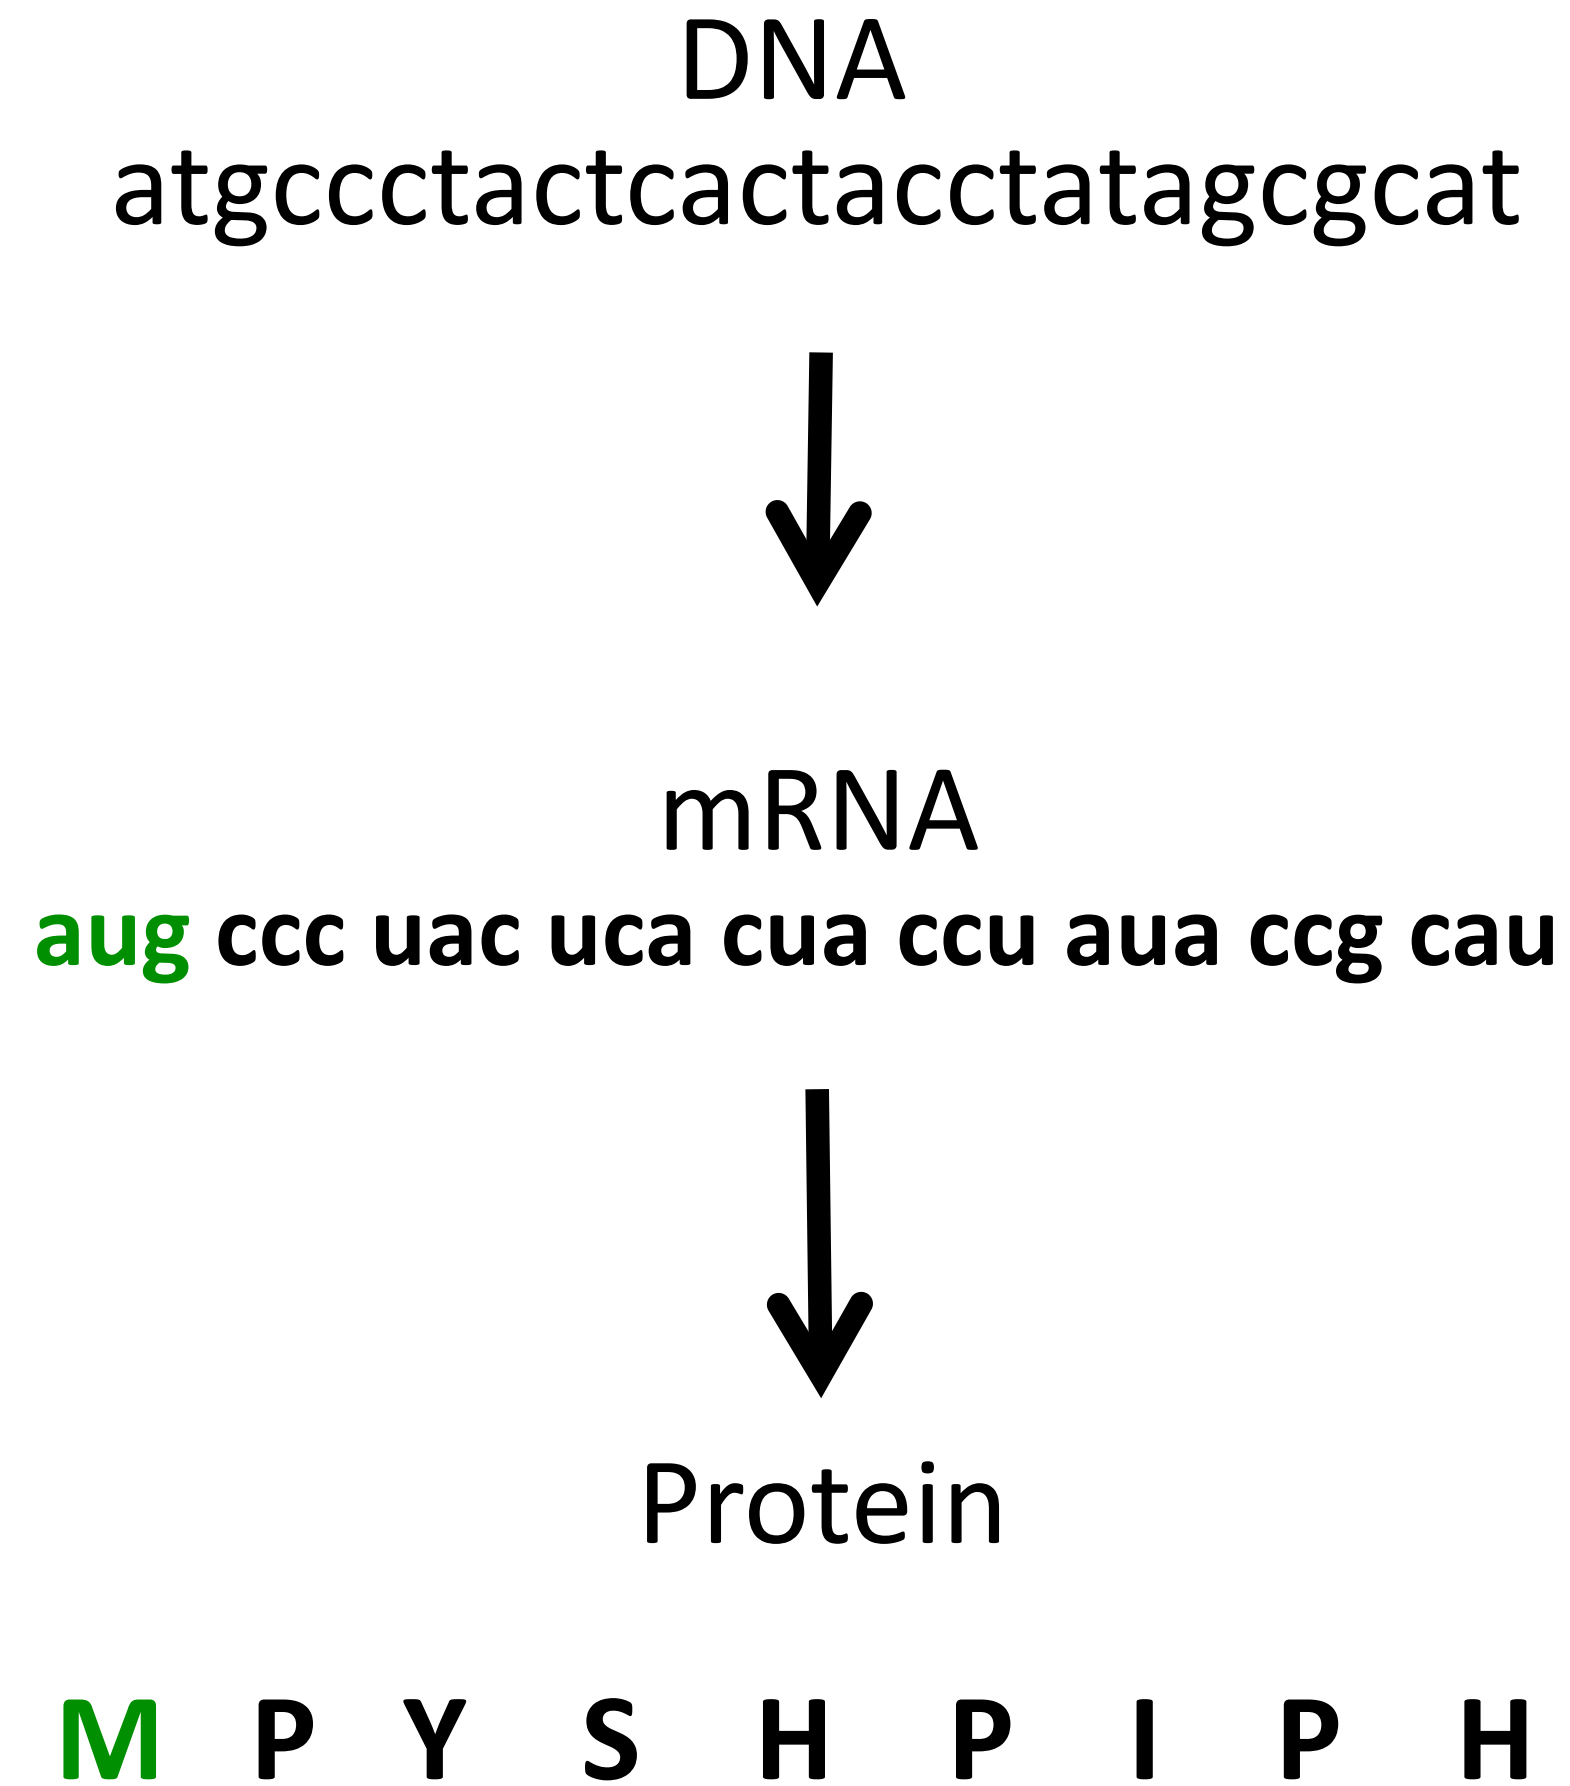 DNA
atgccctactcactacctatagcgcat
mRNA
aug ccc uac uca cua ccu aua ccg cau
Protein
M P Y S H P I P H